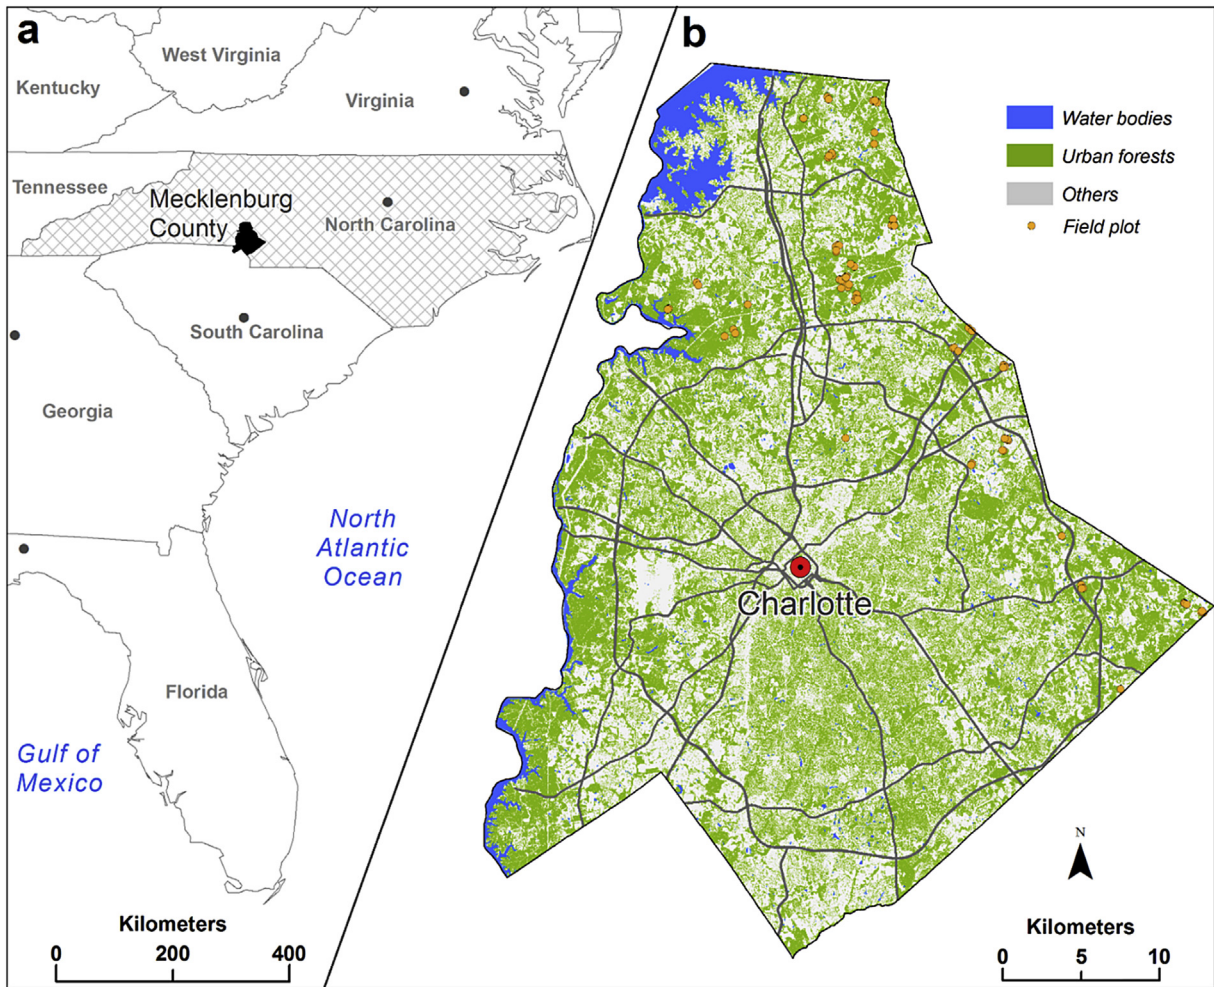 a
West Virginia
Kentucky
Virginia
Tennessee
Mecklenburg
County
North Carolina
South Carolina
Georgia
North
Atlantic
Ocean
Florida
Gulf of
Mexico
Kilometers
0 200 400
b
Water bodies
Urban forests
Others
Field plot
Charlotte
N
Kilometers
0 5 10